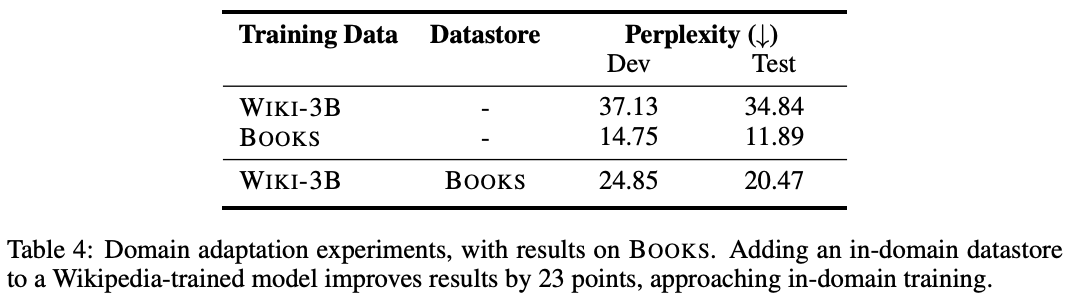 Training Data Datastore Perplexity (↓)
Dev Test
WIKI-3B - 37.13 34.84
BOOKS - 14.75 11.89
WIKI-3B BOOKS 24.85 20.47
Table 4: Domain adaptation experiments, with results on BOOKS. Adding an in-domain datastore
to a Wikipedia-trained model improves results by 23 points, approaching in-domain training.